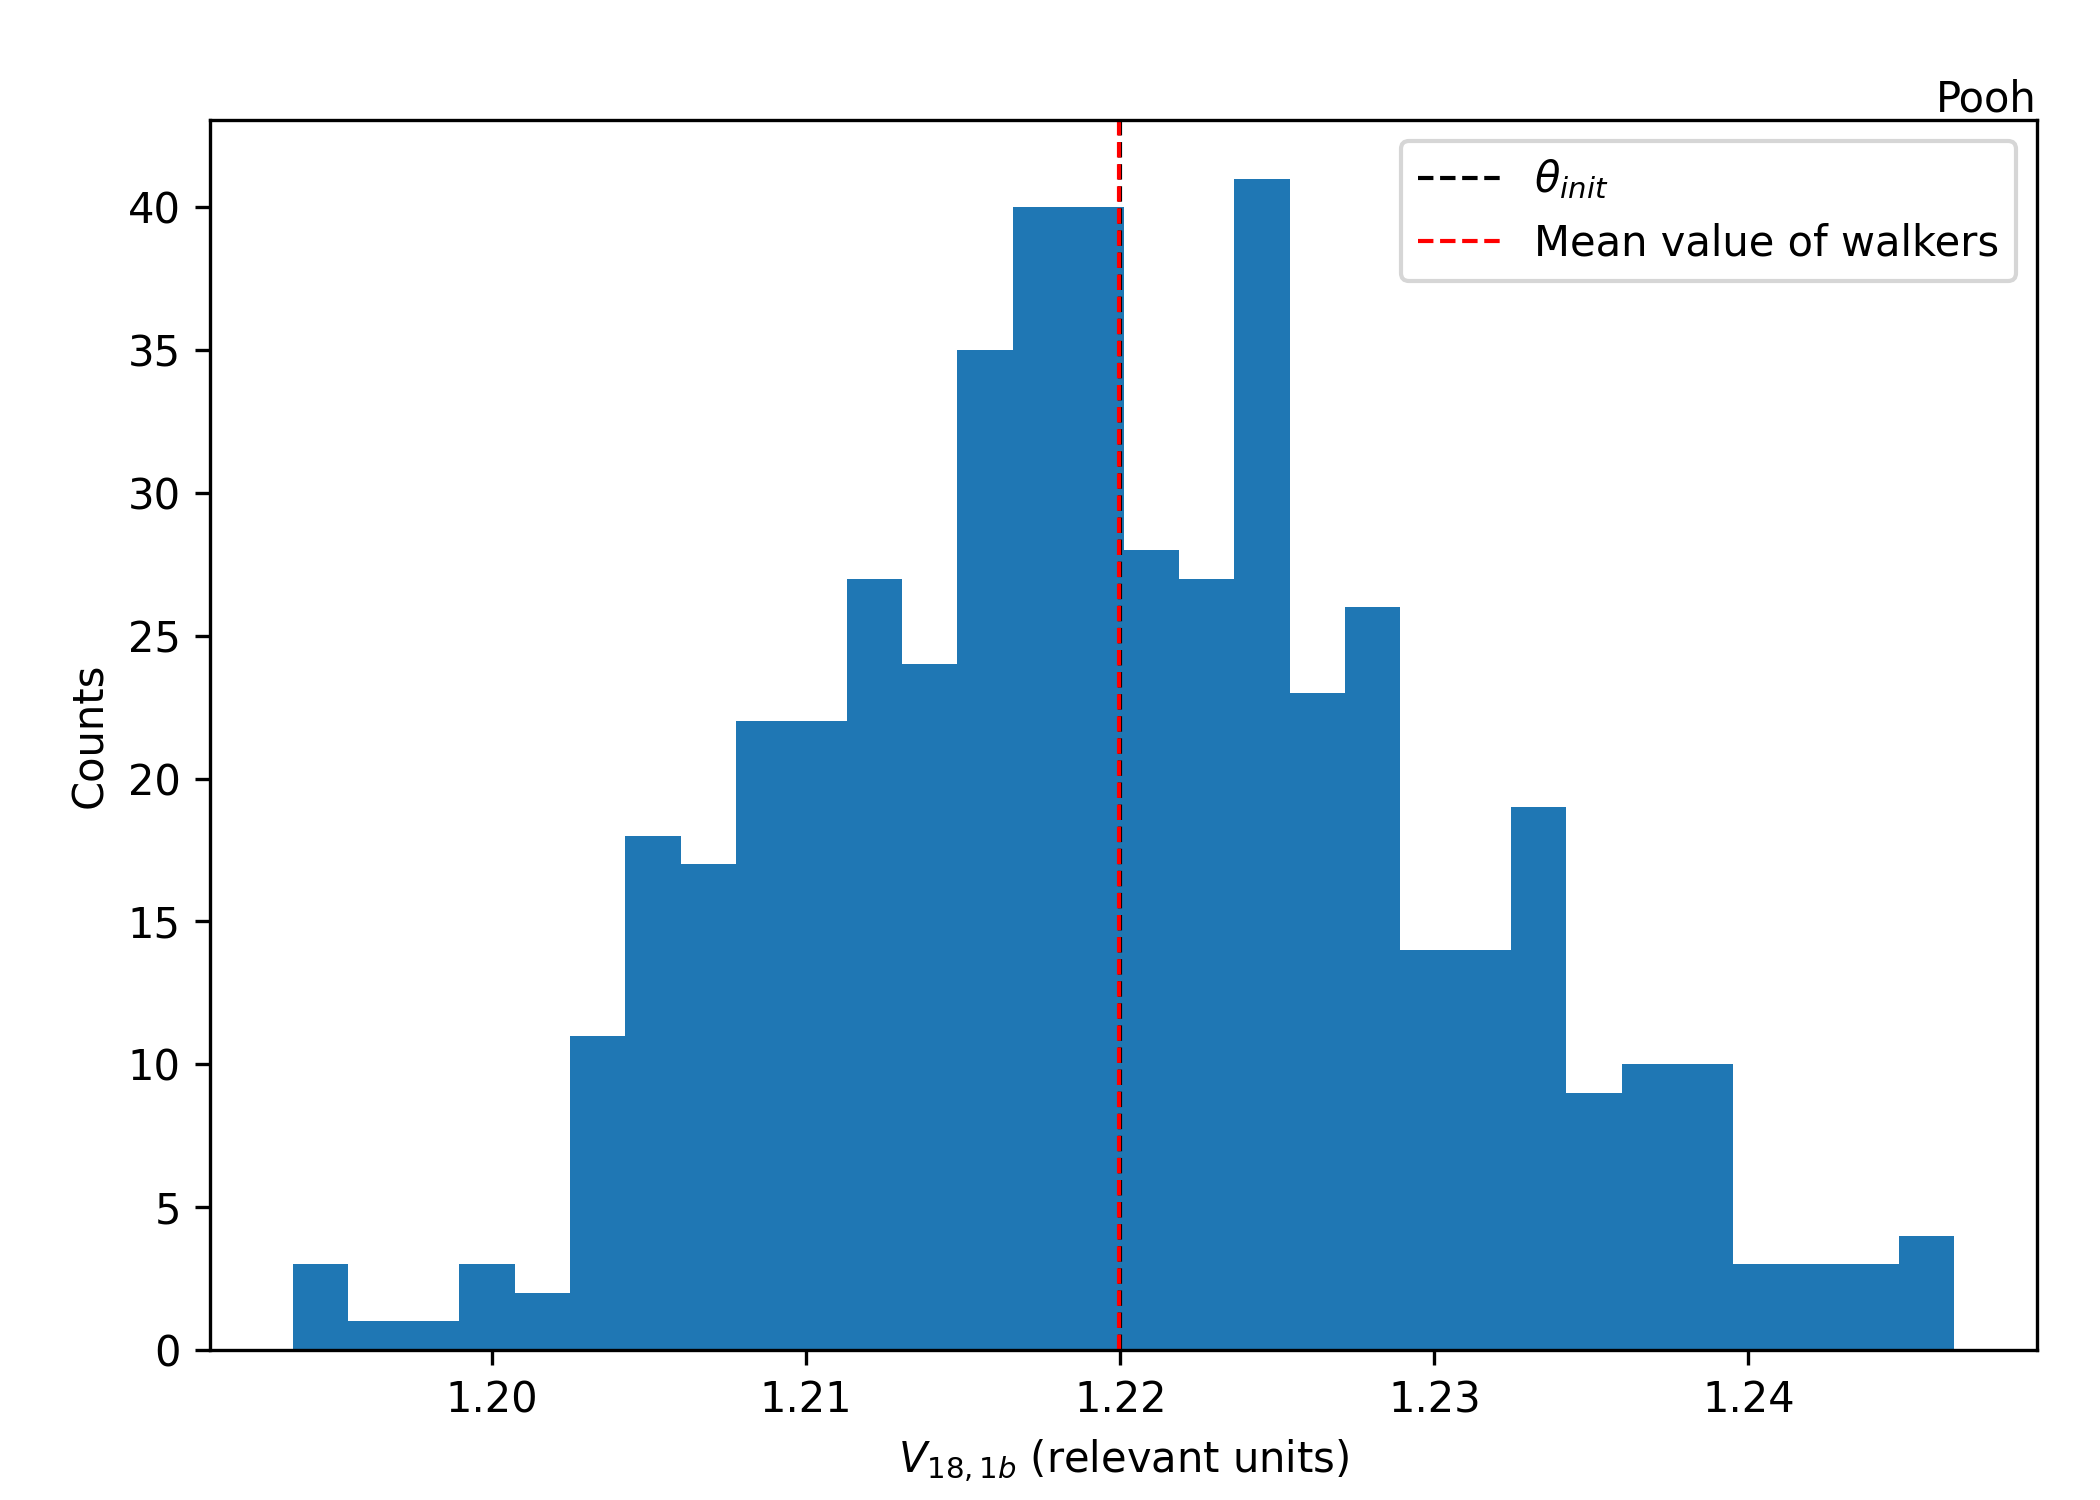 Pooh
θ_init
Mean value of walkers
40
35
30
25
20
15
10
5
0
Counts
1.20 1.21 1.22 1.23 1.24
V_18,1b (relevant units)